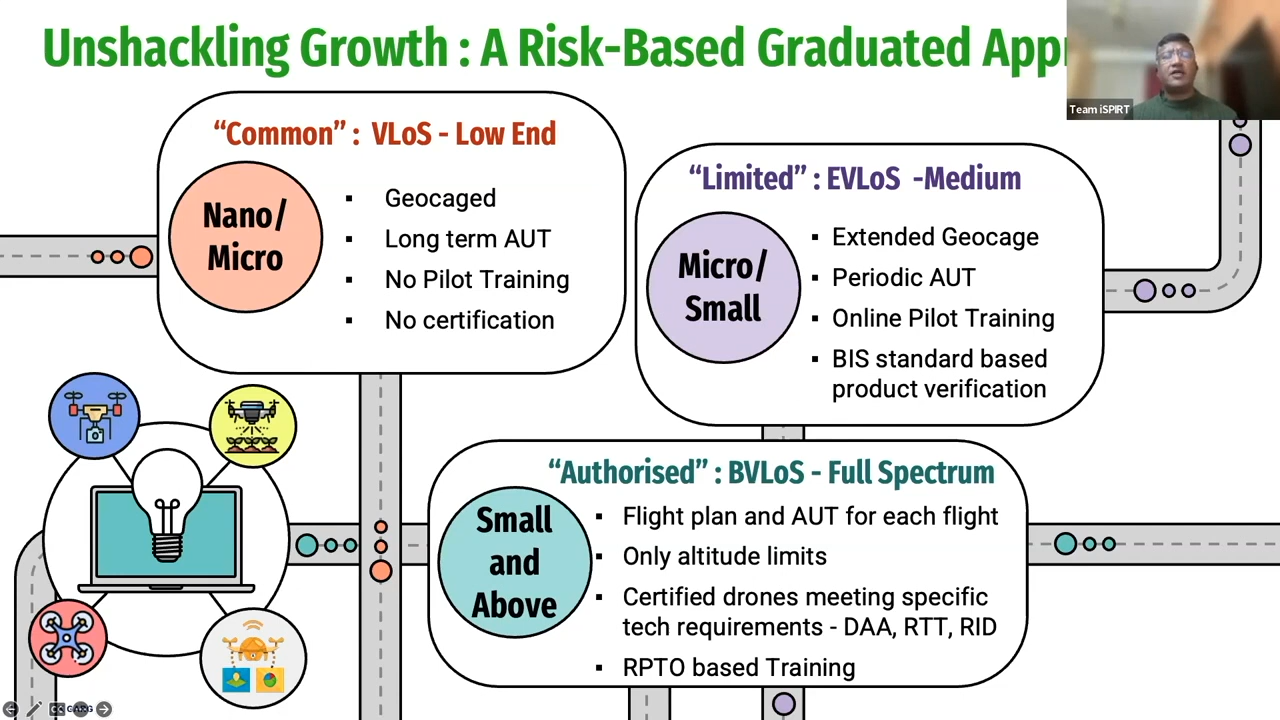 Unshackling Growth : A Risk-Based Graduated App
Team iSPIRT
“Common” : VLoS - Low End
Nano/
Micro
▪ Geocaged
▪ Long term AUT
▪ No Pilot Training
▪ No certification
“Limited” : EVLoS -Medium
Micro/
Small
▪ Extended Geocage
▪ Periodic AUT
▪ Online Pilot Training
▪ BIS standard based
product verification
“Authorised” : BVLoS - Full Spectrum
Small
and
Above
▪ Flight plan and AUT for each flight
▪ Only altitude limits
▪ Certified drones meeting specific
tech requirements - DAA, RTT, RID
▪ RPTO based Training